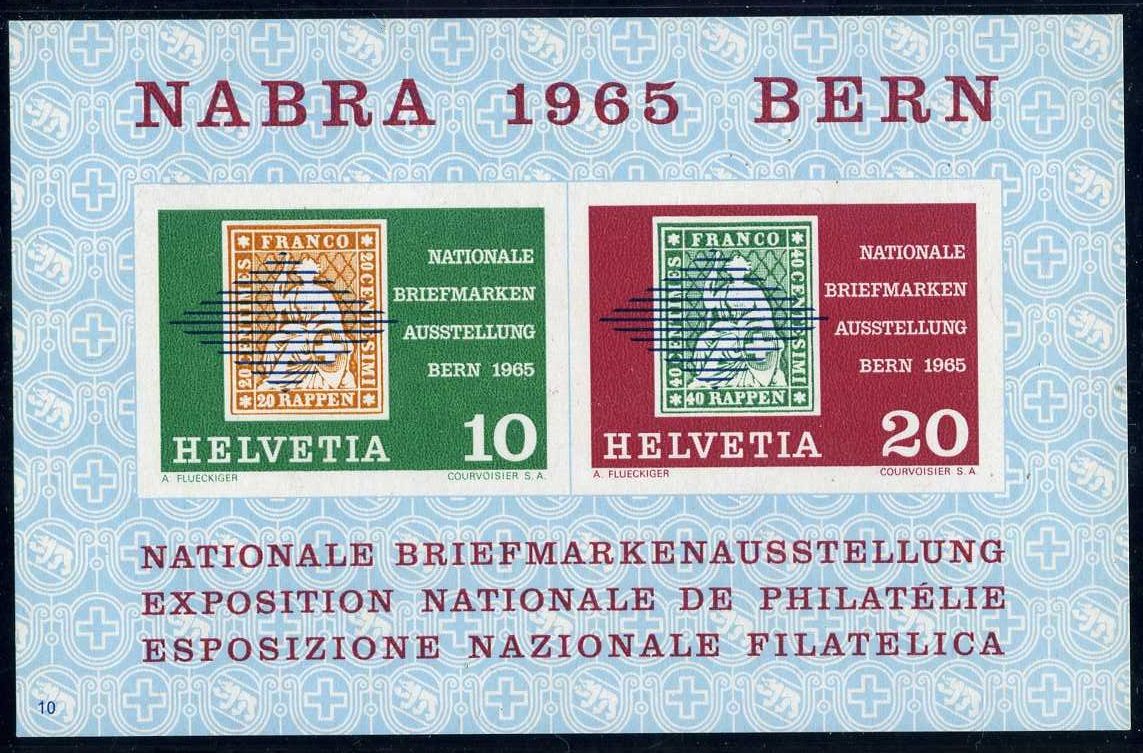 NABRA 1965 BERN
FRANCO
20 CENTIMES
20 CENTESIMI
20 RAPPEN
NATIONALE
BRIEFMARKEN
AUSSTELLUNG
BERN 1965
HELVETIA 10
A. FLUECKIGER COURVOISIER S.A.
FRANCO
40 CENTIMES
40 CENTESIMI
40 RAPPEN
NATIONALE
BRIEFMARKEN
AUSSTELLUNG
BERN 1965
HELVETIA 20
A. FLUECKIGER COURVOISIER S.A.
NATIONALE BRIEFMARKENAUSSTELLUNG
EXPOSITION NATIONALE DE PHILATÉLIE
ESPOSIZIONE NAZIONALE FILATELICA
10